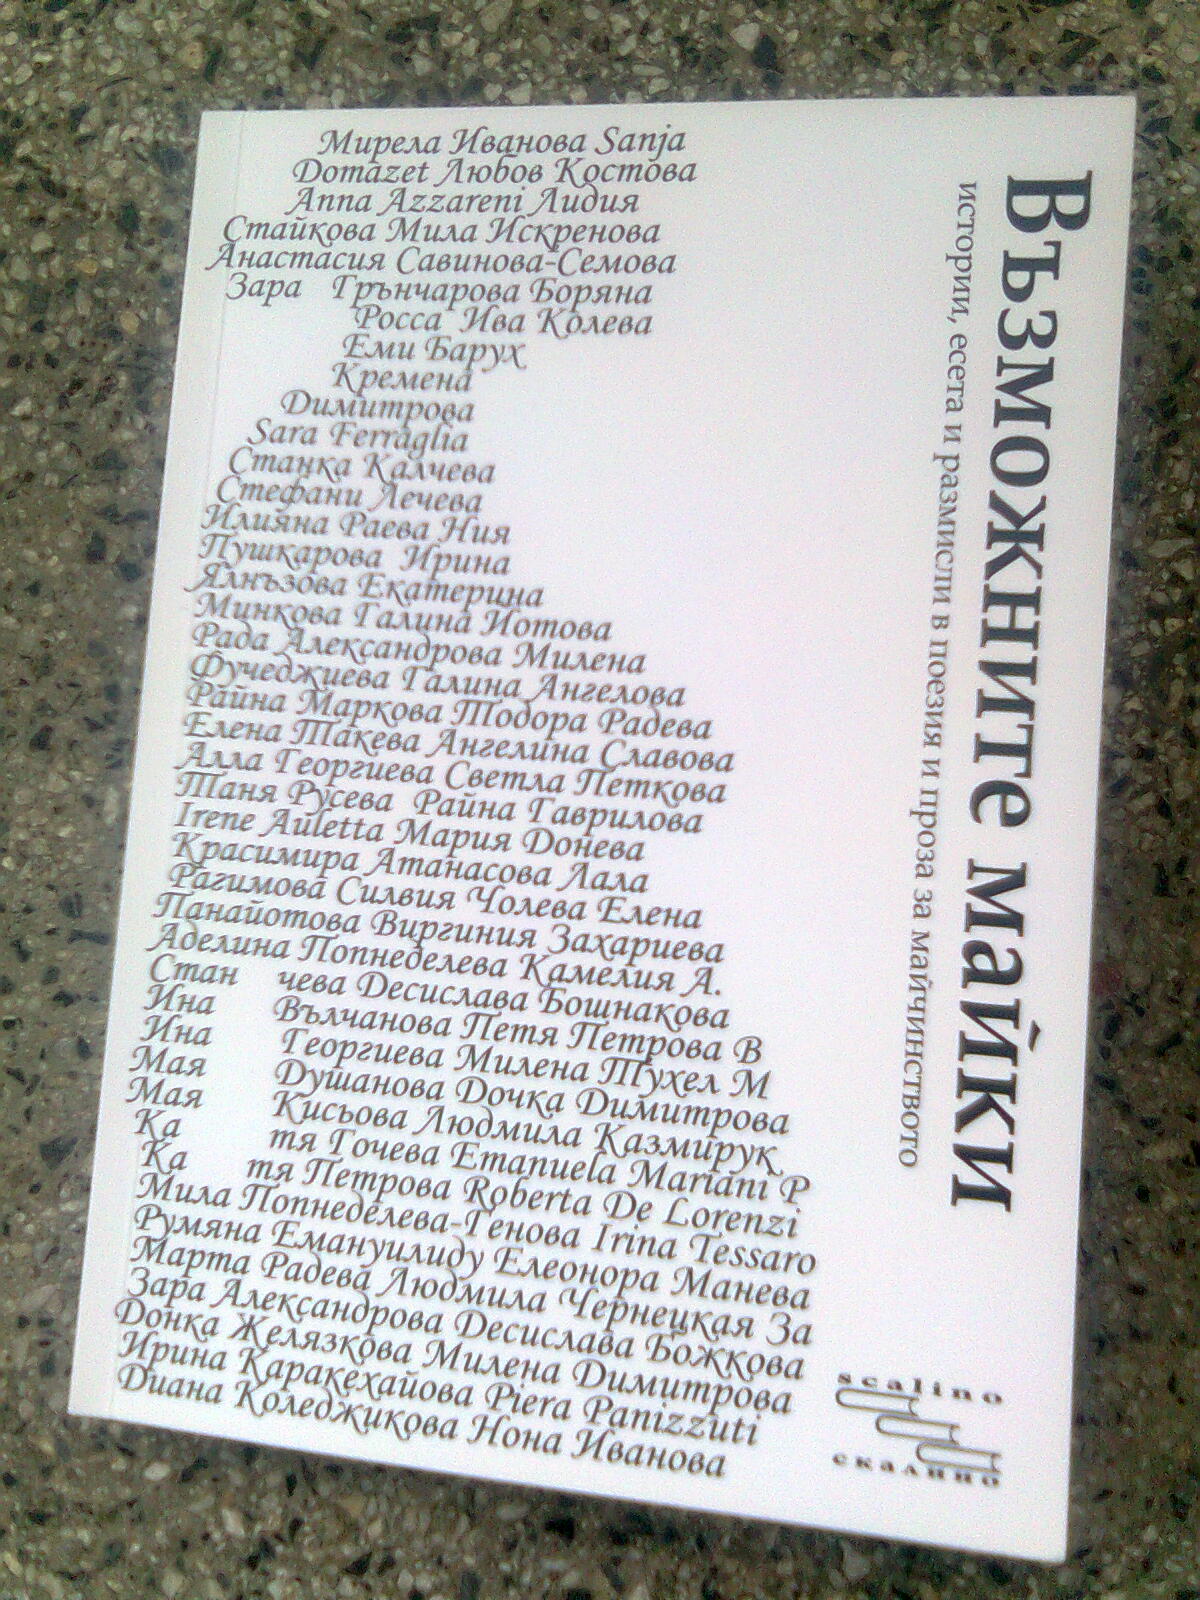 Мирела Иванова Sanja
Domazet Любов Костова
Anna Azzareni Лидия
Стайкова Мила Искренова
Анастасия Савинова-Семова
Зара Грънчарова Боряна
Росса Ива Колева
Еми Барух
Кремена
Димитрова
Sara Ferraglia
Станка Калчева
Стефани Лечева
Илияна Раева Ния
Пушкарова Ирина
Ялнъзова Екатерина
Минкова Галина Йотова
Рада Александрова Милена
Фучеджиева Галина Ангелова
Райна Маркова Тодора Радева
Елена Такева Ангелина Славова
Алла Георгиева Светла Петкова
Таня Русева Райна Гаврилова
Irene Auletta Мария Донева
Красимира Атанасова Лала
Рагимова Силвия Чолева Елена
Панайотова Виргиния Захариева
Аделина Попнеделева Камелия А.
Стан чева Десислава Бошнакова
Ина Вълчанова Петя Петрова В
Ина Георгиева Милена Тухел М
Мая Душанова Дочка Димитрова
Мая Кисьова Людмила Казмирук
Ка тя Гочева Emanuela Mariani P
Ка тя Петрова Roberta De Lorenzi
Мила Попнеделева-Генова Irina Tessaro
Румяна Емануилиду Елеонора Манева
Марта Радева Людмила Чернецкая За
Зара Александрова Десислава Божкова
Донка Желязкова Милена Димитрова
Ирина Каракехайова Piera Panizzuti
Диана Коледжикова Нона Иванова
Възможните майки
истории, есета и размисли в поезия и проза за майчинството
scalino
скалино